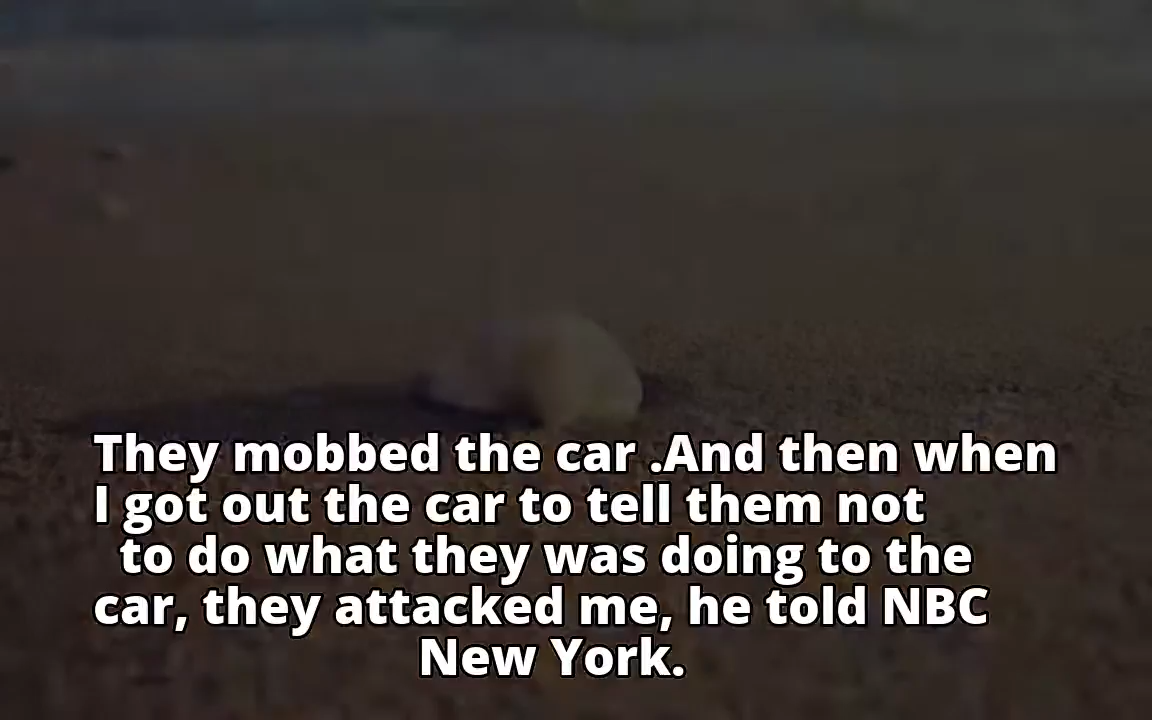 They mobbed the car .And then when
I got out the car to tell them not
to do what they was doing to the
car, they attacked me, he told NBC
New York.